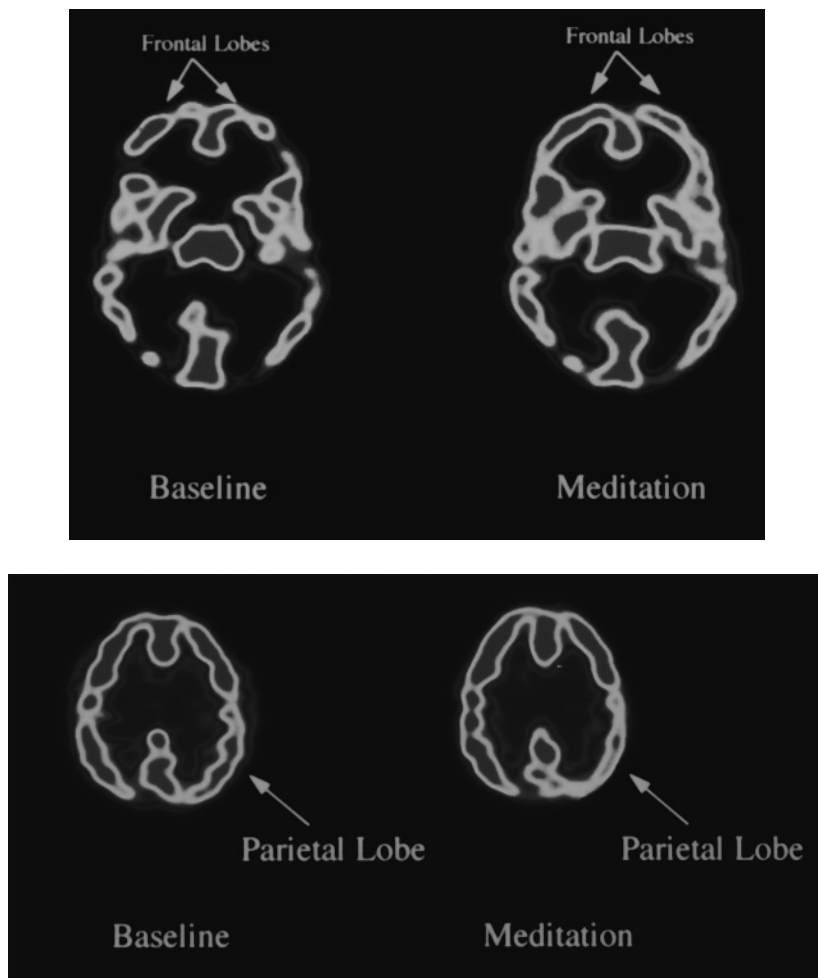 Frontal Lobes
Frontal Lobes
Baseline
Meditation
Parietal Lobe
Parietal Lobe
Baseline
Meditation